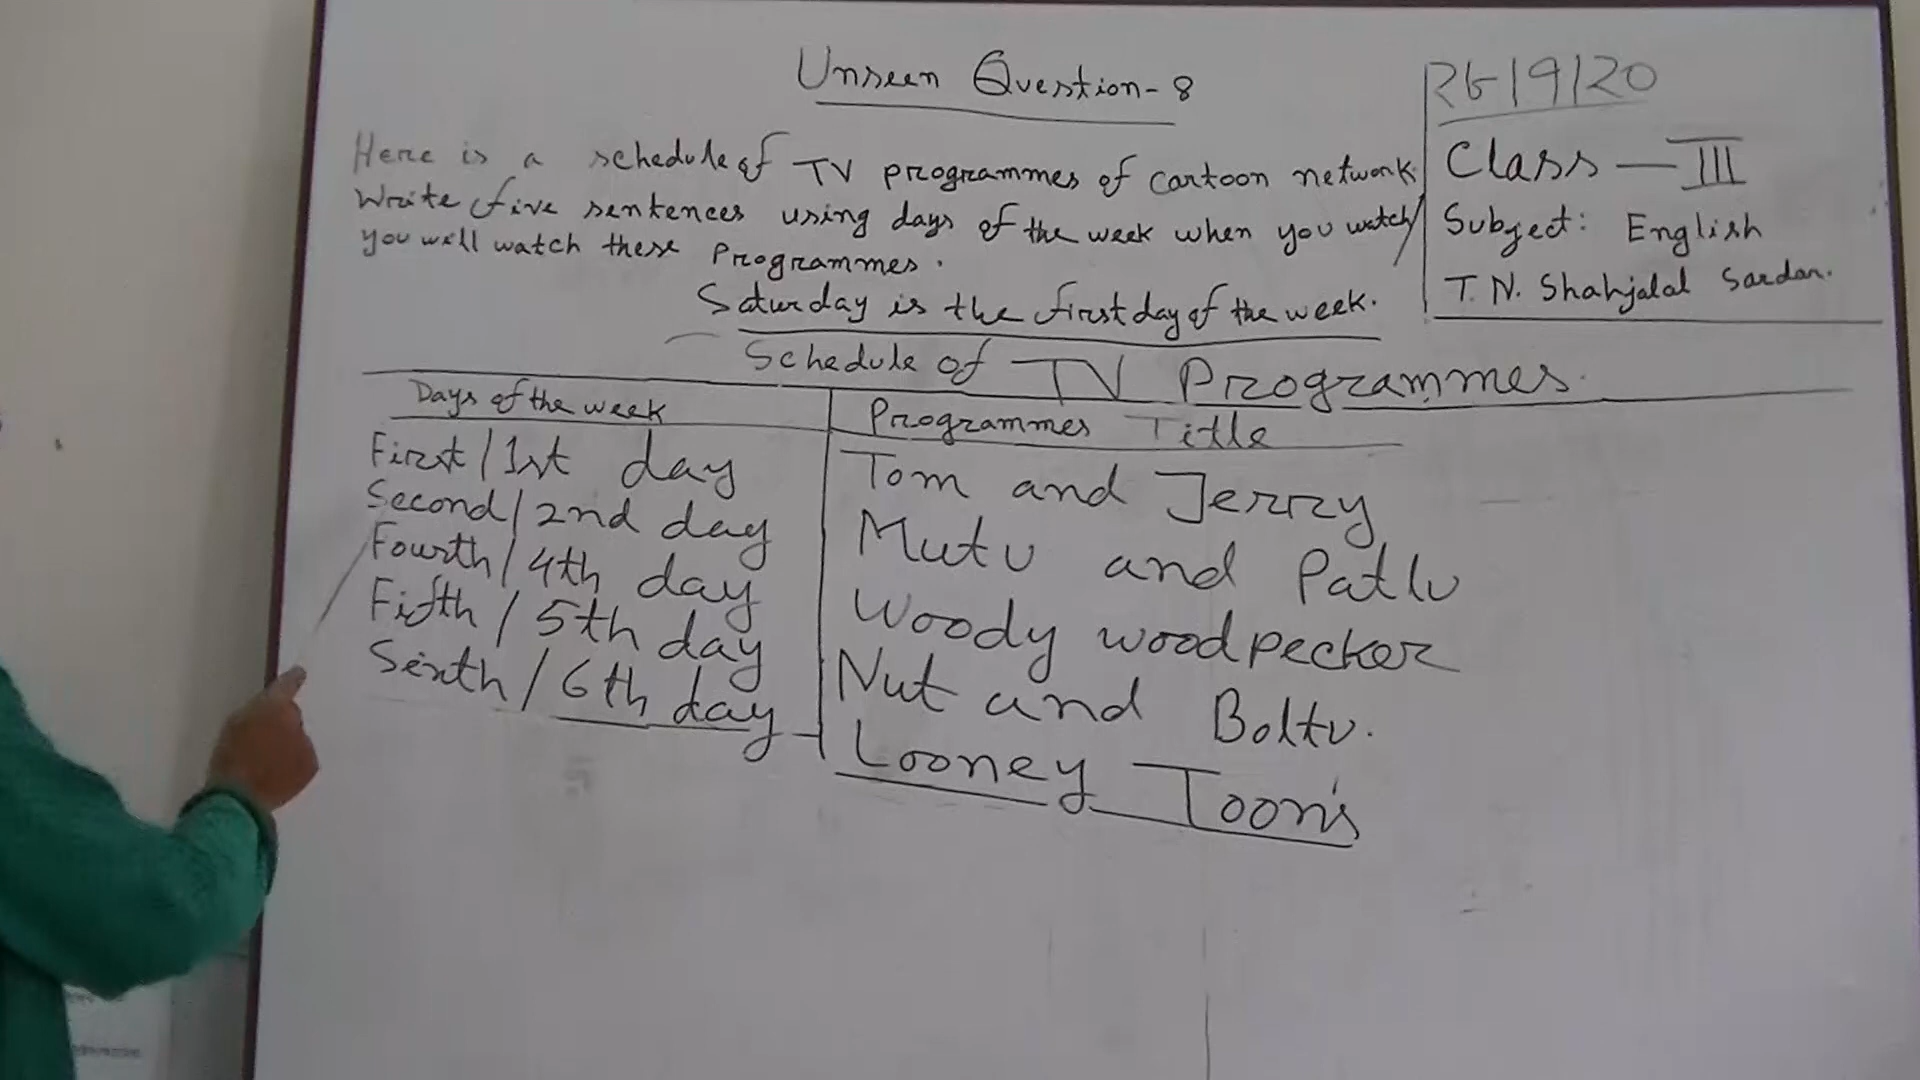 Unseen Question-8
Here is a schedule of TV programmes of cartoon network.
Write five sentences using days of the week when you watch/
you will watch these Programmes.
Saturday is the first day of the week.
Class — III
Subject: English
T. N. Shahjalal Sardar.
Schedule of TV Programmes.
Days of the week
Programmes Title
First/1st day
Tom and Jerry
Second/2nd day
Mutu and Patlu
Fourth/4th day
Woody woodpecker
Fifth/5th day
Nut and Boltu.
Sixth/6th day
Looney Toon's